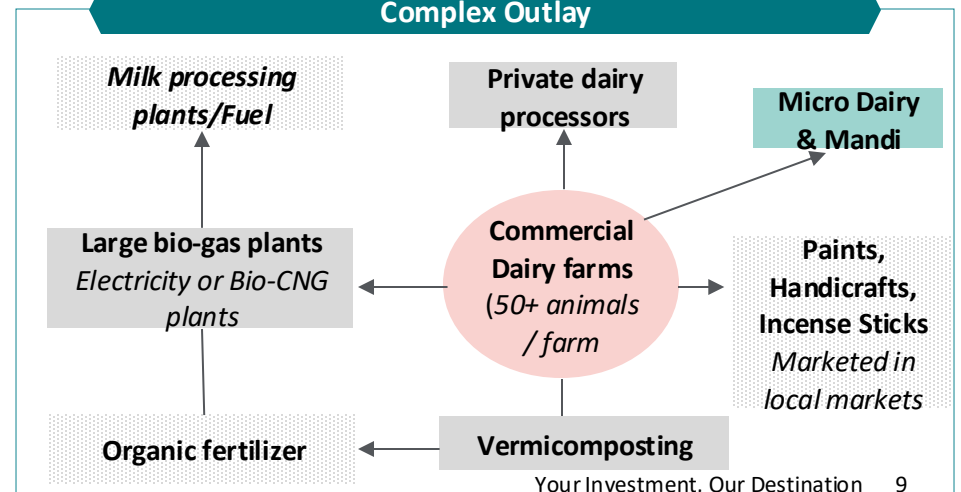 Complex Outlay
Milk processing
plants/Fuel
Private dairy
processors
Micro Dairy
& Mandi
Large bio-gas plants
Electricity or Bio-CNG
plants
Commercial
Dairy farms
(50+ animals
/ farm
Paints,
Handicrafts,
Incense Sticks
Marketed in
local markets
Organic fertilizer
Vermicomposting
Your Investment. Our Destination 9